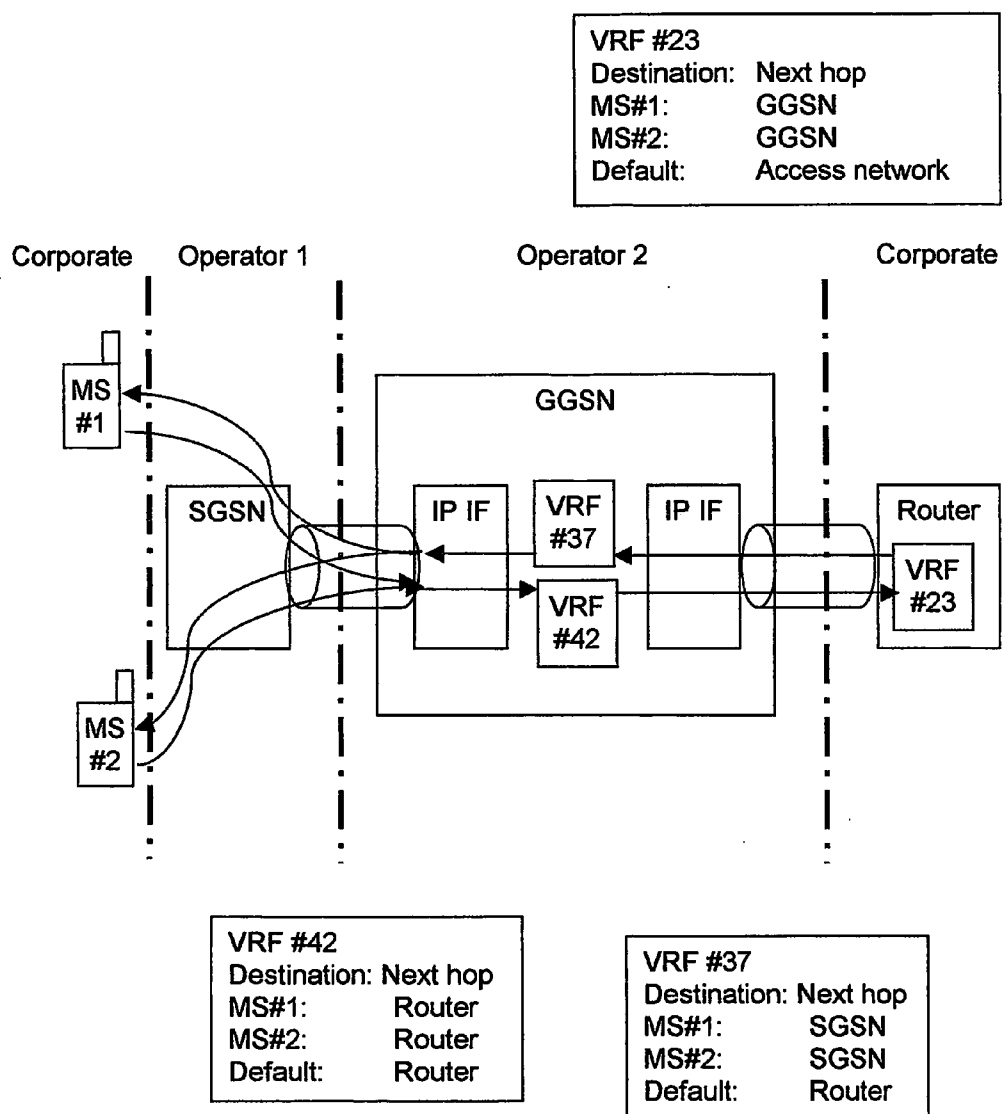 VRF #23
Destination: Next hop
MS#1: GGSN
MS#2: GGSN
Default: Access network
Corporate Operator 1 Operator 2 Corporate
MS
#1
GGSN
SGSN
IP IF
VRF
#37
IP IF
Router
VRF
#42
VRF
#23
MS
#2
VRF #42
Destination: Next hop
MS#1: Router
MS#2: Router
Default: Router
VRF #37
Destination: Next hop
MS#1: SGSN
MS#2: SGSN
Default: Router